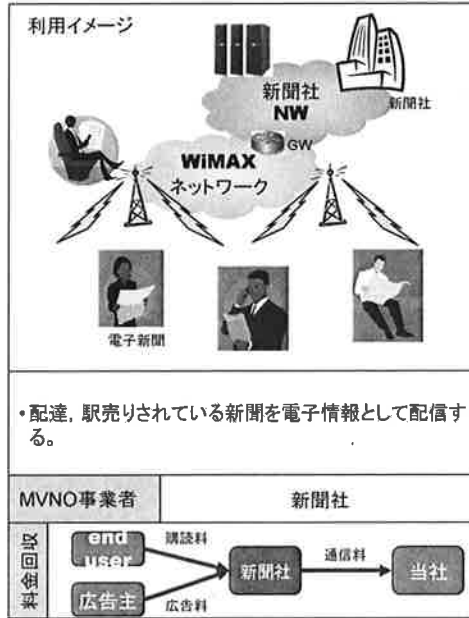 利用イメージ
新聞社
NW
新聞社
GW
WiMAX
ネットワーク
電子新聞
・配達，駅売りされている新聞を電子情報として配信す
る。
MVNO事業者
新聞社
料金回収
end
user
購読料
新聞社
通信料
当社
広告主
広告料